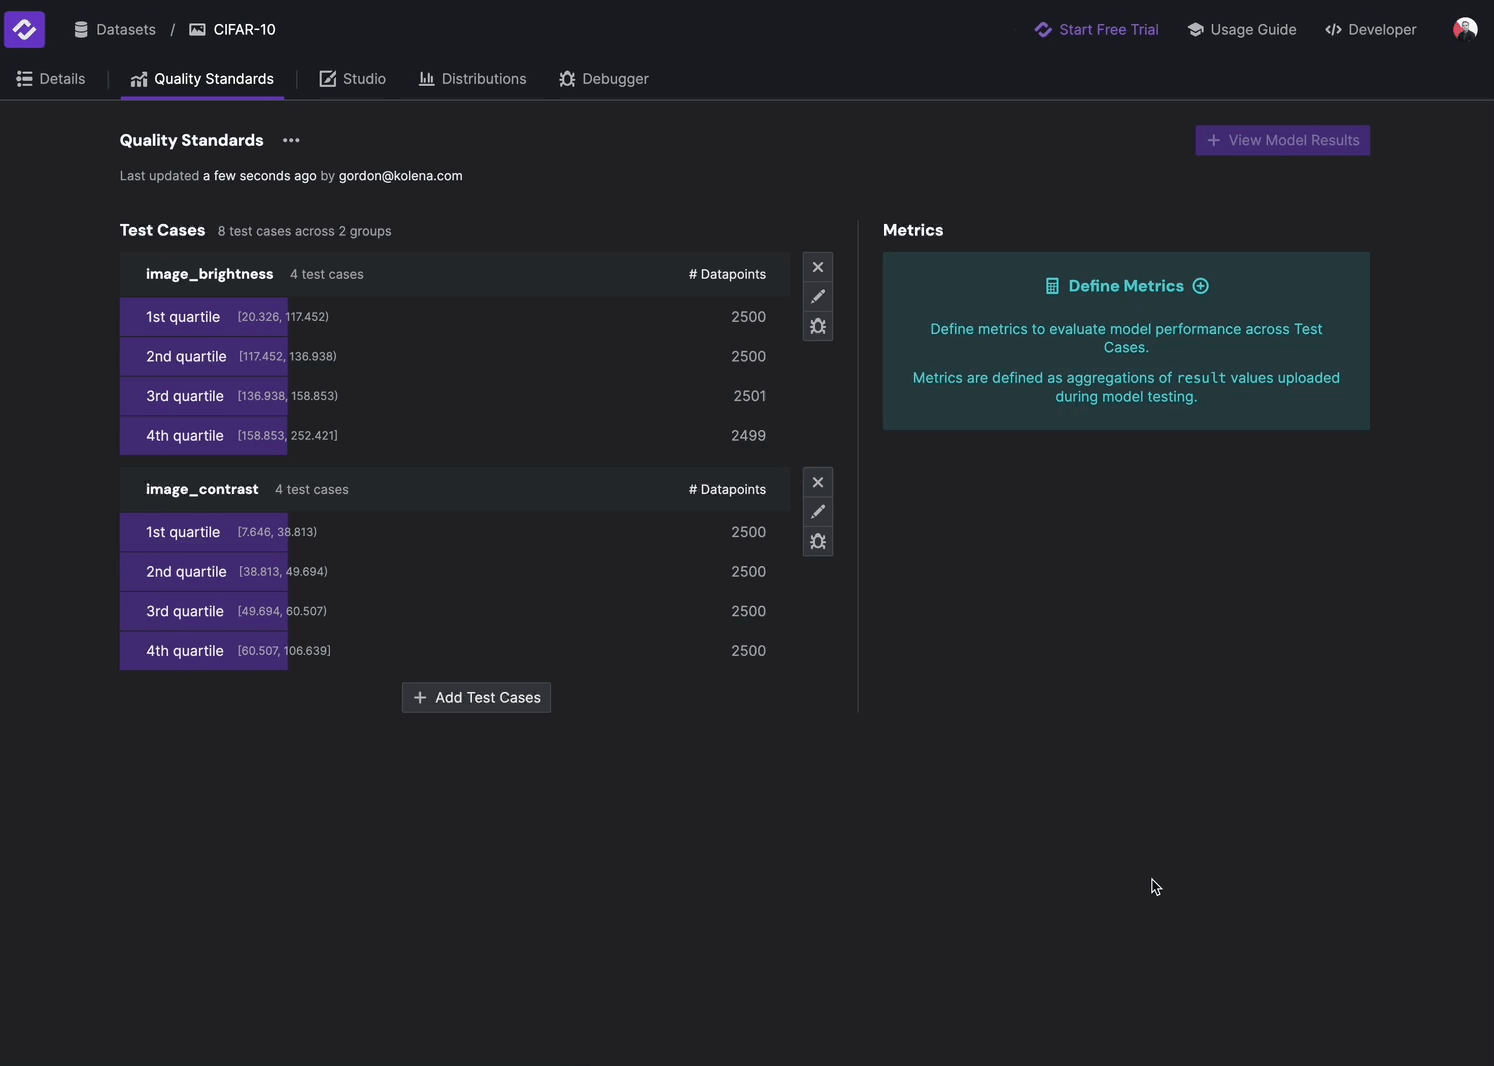 Datasets / CIFAR-10
Start Free Trial
Usage Guide
Developer
Details
Quality Standards
Studio
Distributions
Debugger
Quality Standards
View Model Results
Last updated a few seconds ago by gordon@kolena.com
Test Cases 8 test cases across 2 groups
image_brightness 4 test cases # Datapoints
1st quartile [20.326, 117.452) 2500
2nd quartile [117.452, 136.938) 2500
3rd quartile [136.938, 158.853) 2501
4th quartile [158.853, 252.421] 2499
image_contrast 4 test cases # Datapoints
1st quartile [7.646, 38.813) 2500
2nd quartile [38.813, 49.694) 2500
3rd quartile [49.694, 60.507) 2500
4th quartile [60.507, 106.639] 2500
Add Test Cases
Metrics
Define Metrics
Define metrics to evaluate model performance across Test
Cases.
Metrics are defined as aggregations of result values uploaded
during model testing.